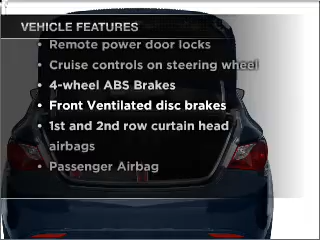 VEHICLE FEATURES
• Remote power door locks
• Cruise controls on steering wheel
• 4-wheel ABS Brakes
• Front Ventilated disc brakes
• 1st and 2nd row curtain head
airbags
• Passenger Airbag